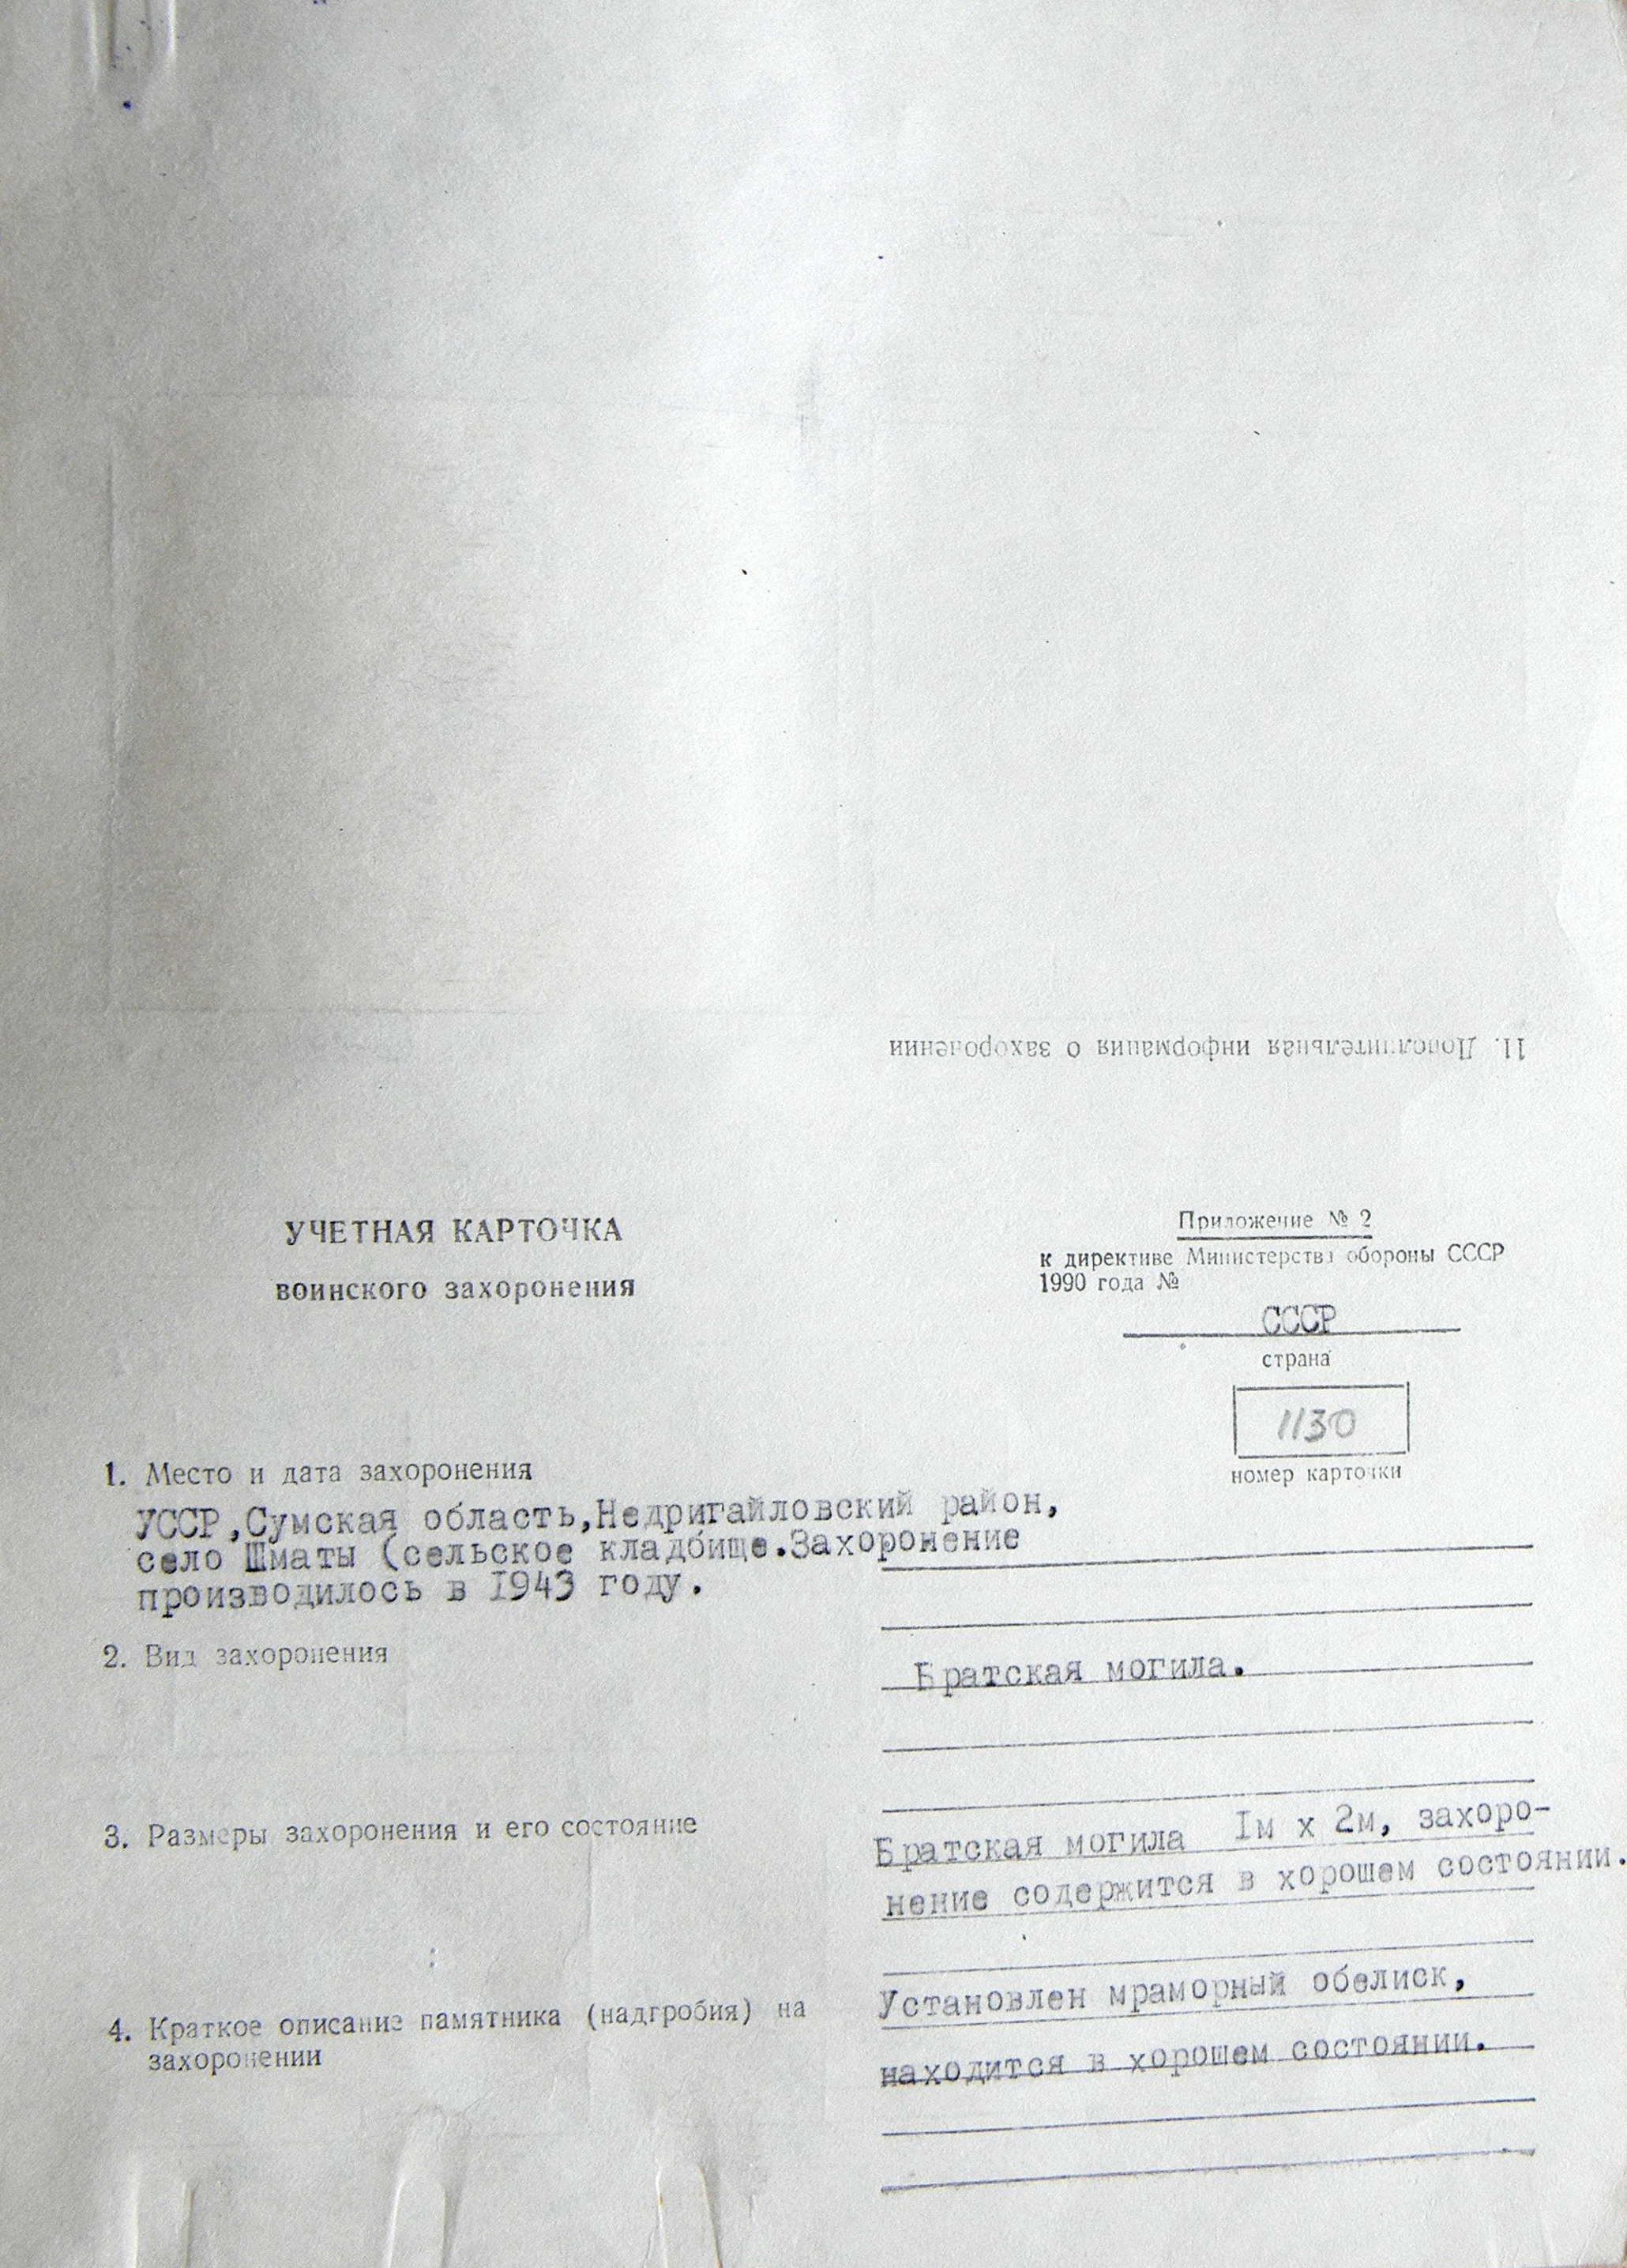 11. Дополнительная информация о захоронении
УЧЕТНАЯ КАРТОЧКА
воинского захоронения
Приложение № 2
к директиве Министерства обороны СССР
1990 года №
СССР
страна
1130
номер карточки
1. Место и дата захоронения
УССР,Сумская область,Недригайловский район,
село Шматы (сельское кладбище.Захоронение
производилось в 1943 году.
2. Вид захоронения
Братская могила.
3. Размеры захоронения и его состояние
Братская могила 1м х 2м, захоро-
нение содержится в хорошем состоянии.
4. Краткое описание памятника (надгробия) на
захоронении
Установлен мраморный обелиск,
находится в хорошем состоянии.